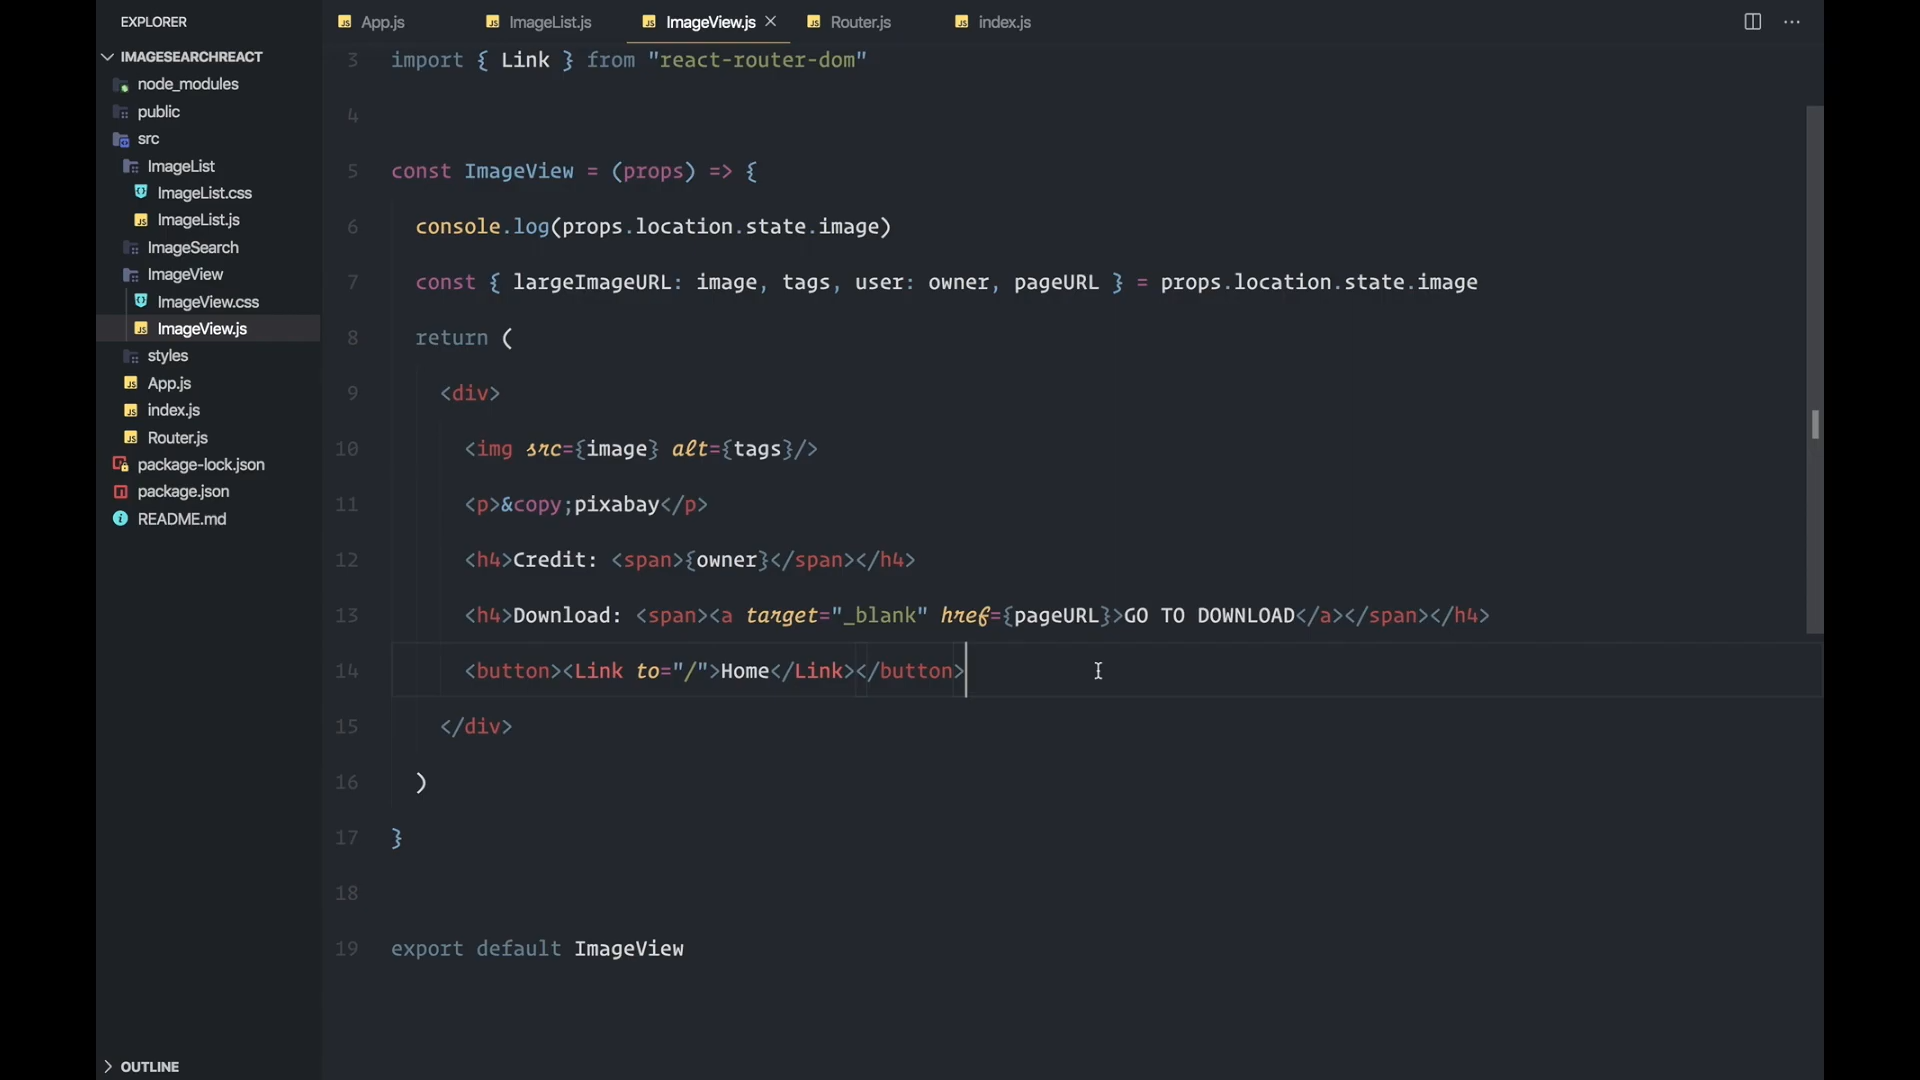 EXPLORER
IMAGESEARCHREACT
node_modules
public
src
ImageList
ImageList.css
ImageList.js
ImageSearch
ImageView
ImageView.css
ImageView.js
styles
App.js
index.js
Router.js
package-lock.json
package.json
README.md
OUTLINE
App.js ImageList.js ImageView.js Router.js index.js
3 import { Link } from "react-router-dom"
4
5 const ImageView = (props) => {
6 console.log(props.location.state.image)
7 const { largeImageURL: image, tags, user: owner, pageURL } = props.location.state.image
8 return (
9 <div>
10 <img src={image} alt={tags}/>
11 <p>&copy;pixabay</p>
12 <h4>Credit: <span>{owner}</span></h4>
13 <h4>Download: <span><a target="_blank" href={pageURL}>GO TO DOWNLOAD</a></span></h4>
14 <button><Link to="/">Home</Link></button>
15 </div>
16 )
17 }
18
19 export default ImageView